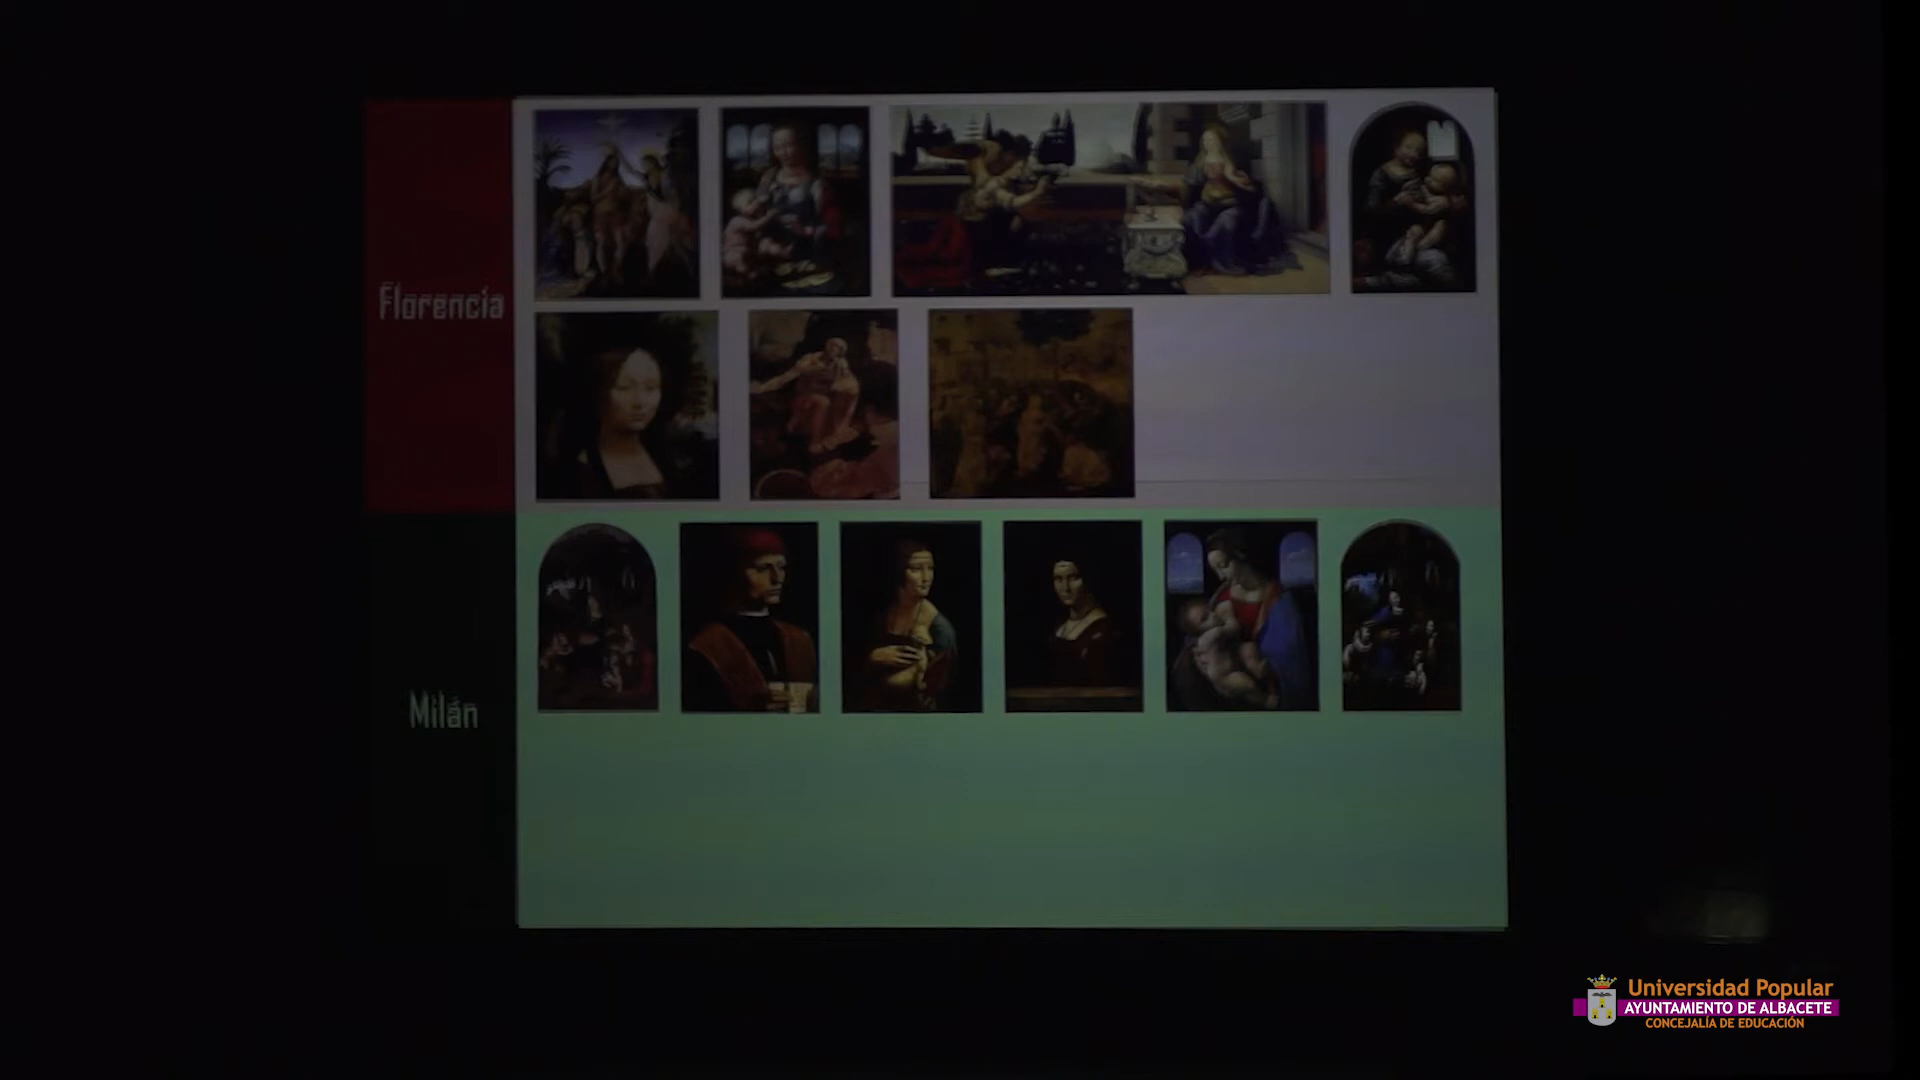 Florencia
Milán
Universidad Popular
AYUNTAMIENTO DE ALBACETE
CONCEJALÍA DE EDUCACIÓN